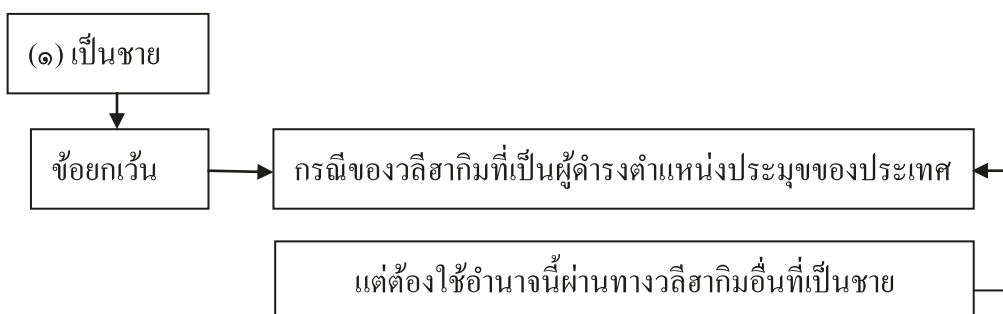 (๑) เป็นชาย
ข้อยกเว้น
กรณีของวลีฮากิมที่เป็นผู้ดำรงตำแหน่งประมุขของประเทศ
แต่ต้องใช้อำนาจนี้ผ่านทางวลีฮากิมอื่นที่เป็นชาย